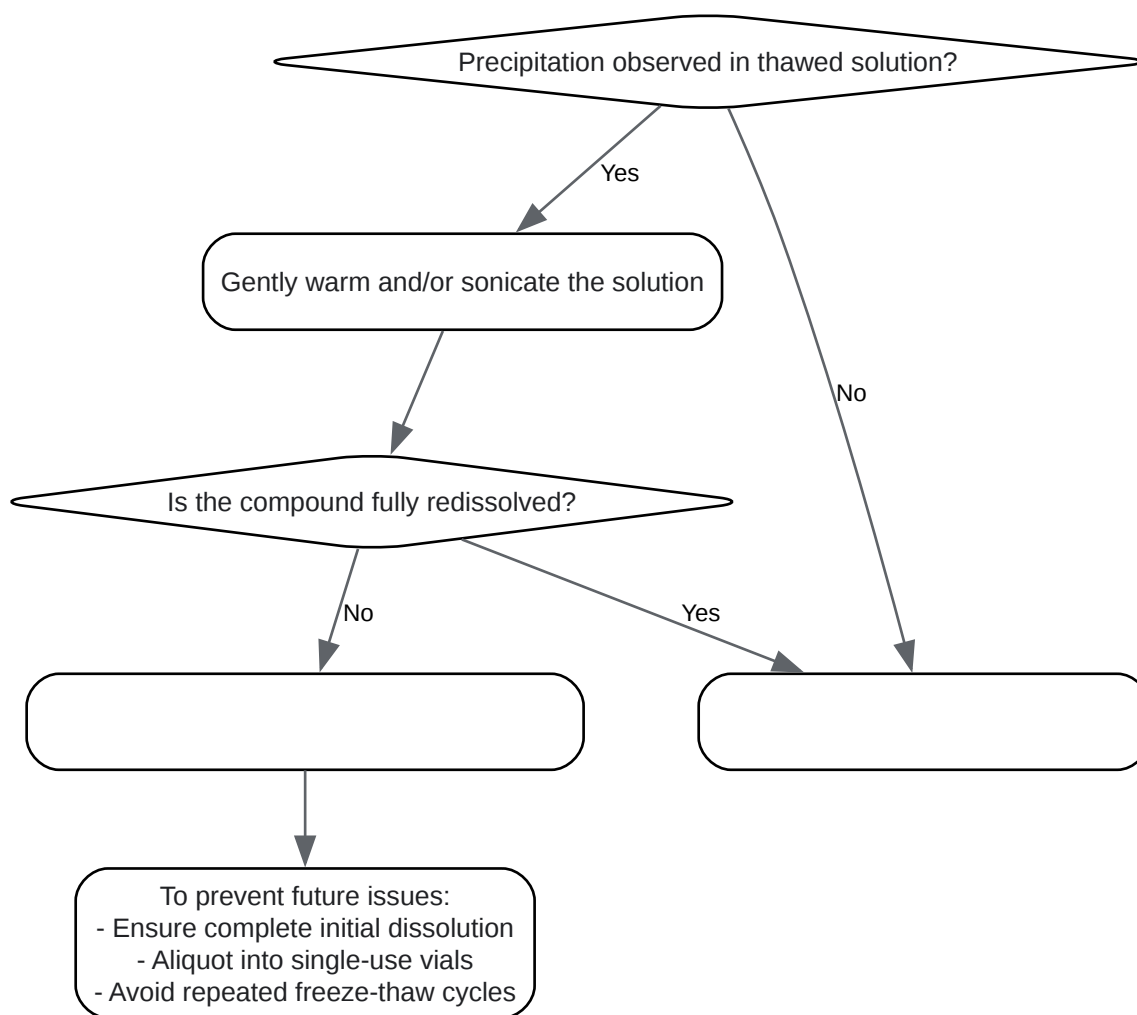 Precipitation observed in thawed solution?
Yes
Gently warm and/or sonicate the solution
No
Is the compound fully redissolved?
No
Yes
To prevent future issues:
- Ensure complete initial dissolution
- Aliquot into single-use vials
- Avoid repeated freeze-thaw cycles